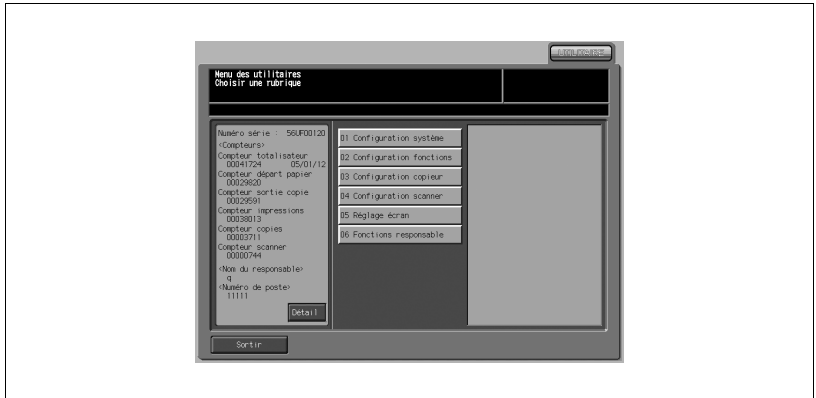 UTILITAIRE
Menu des utilitaires
Choisir une rubrique
Numéro série : 56UF00120
<Compteurs>
Compteur totalisateur
00041724 05/01/12
Compteur départ papier
00029820
Compteur sortie copie
00029591
Compteur impressions
00038013
Compteur copies
00003711
Compteur scanner
00000744
<Nom du responsable>
q
<Numéro de poste>
11111
Détail
01 Configuration système
02 Configuration fonctions
03 Configuration copieur
04 Configuration scanner
05 Réglage écran
06 Fonctions responsable
Sortir